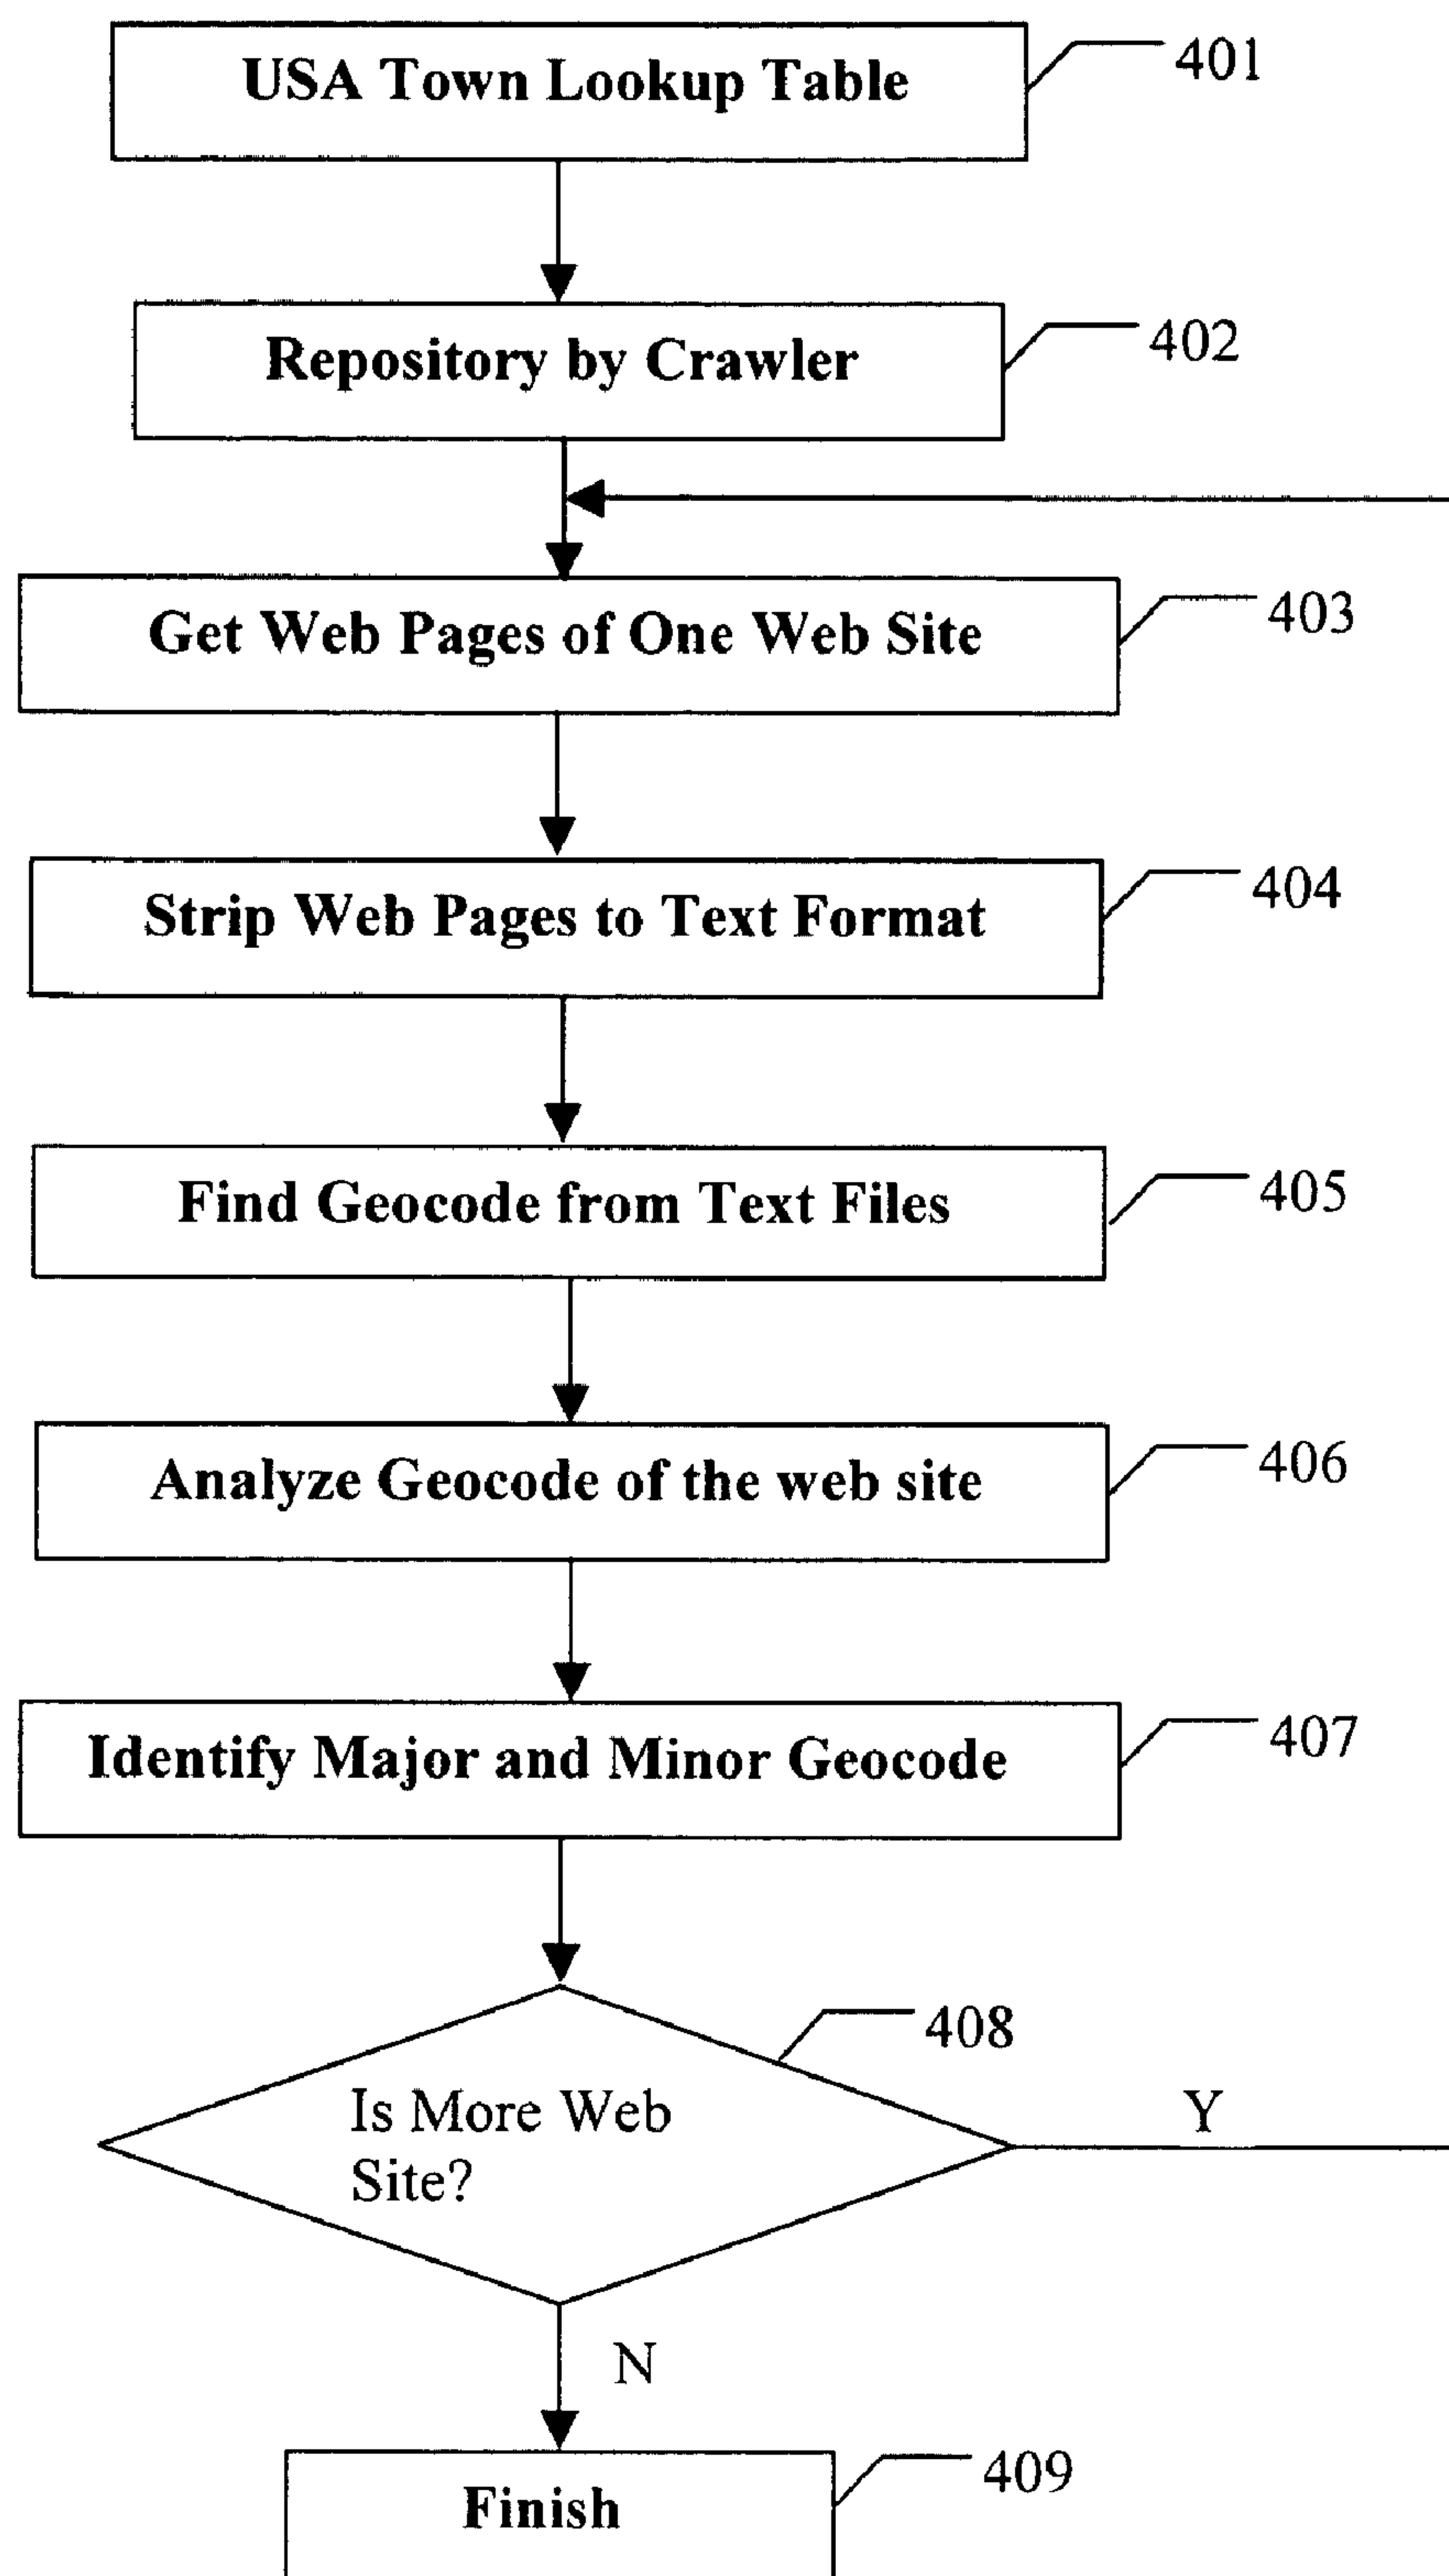 USA Town Lookup Table
401
Repository by Crawler
402
Get Web Pages of One Web Site
403
Strip Web Pages to Text Format
404
Find Geocode from Text Files
405
Analyze Geocode of the web site
406
Identify Major and Minor Geocode
407
408
Is More Web
Site?
Y
N
409
Finish